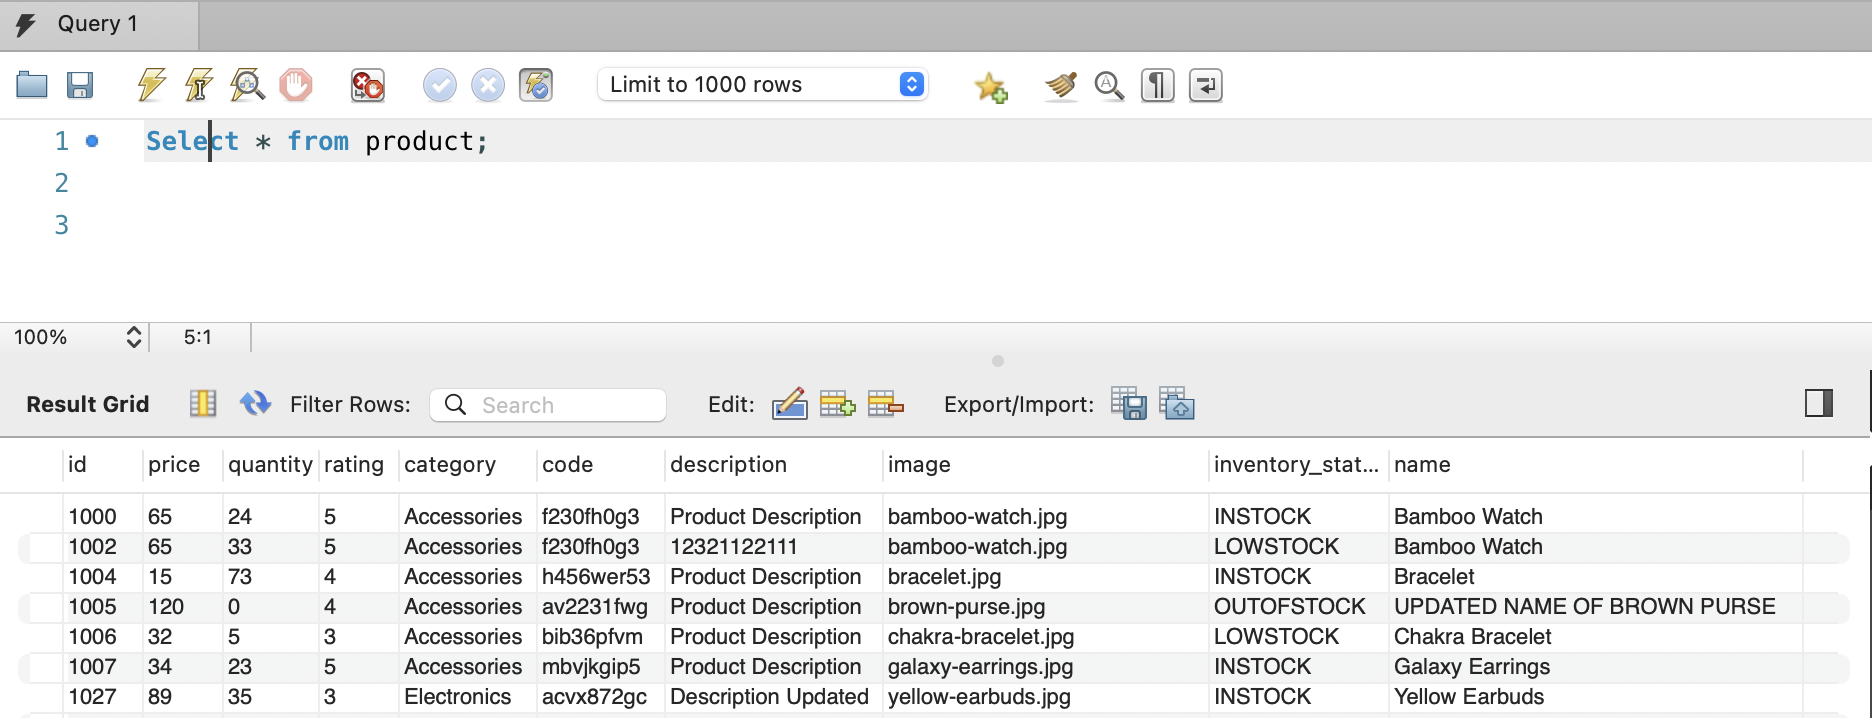 Query 1
Limit to 1000 rows
1 Select * from product;
2
3
100% 5:1
Result Grid Filter Rows: Search Edit: Export/Import:
id price quantity rating category code description image inventory_stat... name
1000 65 24 5 Accessories f230fh0g3 Product Description bamboo-watch.jpg INSTOCK Bamboo Watch
1002 65 33 5 Accessories f230fh0g3 12321122111 bamboo-watch.jpg LOWSTOCK Bamboo Watch
1004 15 73 4 Accessories h456wer53 Product Description bracelet.jpg INSTOCK Bracelet
1005 120 0 4 Accessories av2231fwg Product Description brown-purse.jpg OUTOFSTOCK UPDATED NAME OF BROWN PURSE
1006 32 5 3 Accessories bib36pfvm Product Description chakra-bracelet.jpg LOWSTOCK Chakra Bracelet
1007 34 23 5 Accessories mbvjkgip5 Product Description galaxy-earrings.jpg INSTOCK Galaxy Earrings
1027 89 35 3 Electronics acvx872gc Description Updated yellow-earbuds.jpg INSTOCK Yellow Earbuds